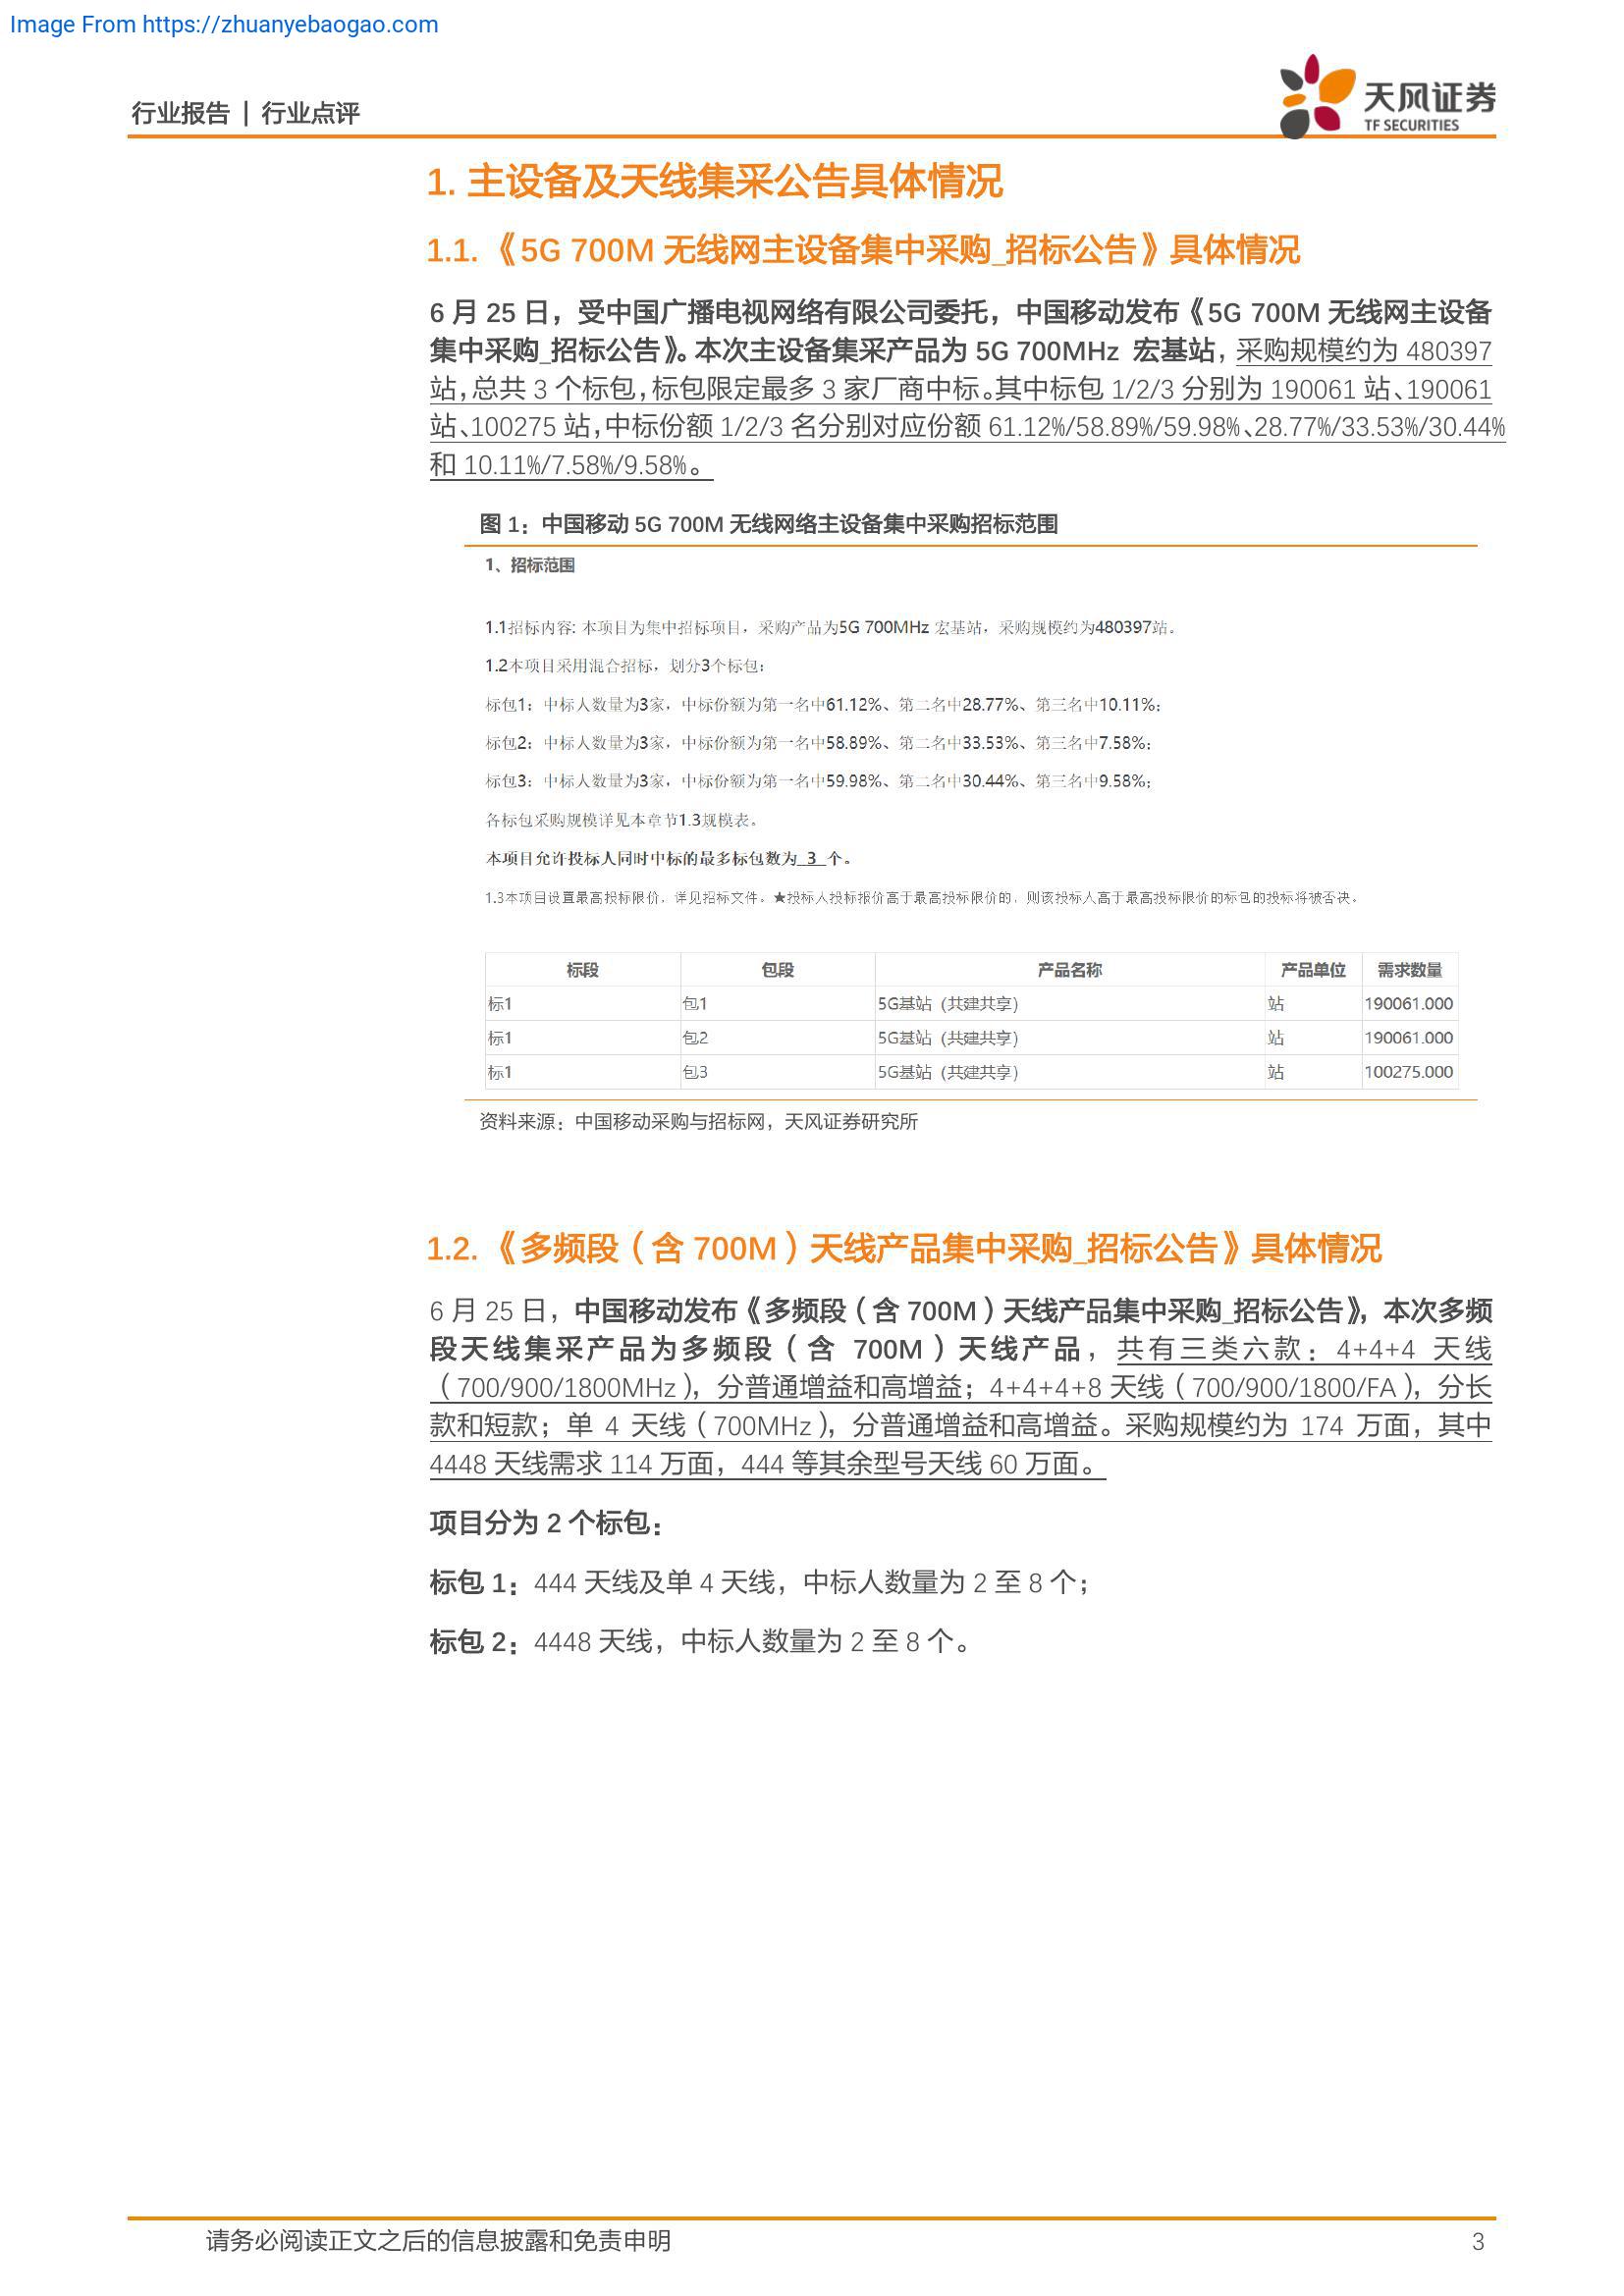 Image From https://zhuanyebaogao.com
行业报告 | 行业点评
天风证券
TF SECURITIES
1. 主设备及天线集采公告具体情况
1.1. 《5G 700M 无线网主设备集中采购_招标公告》具体情况
6 月 25 日，受中国广播电视网络有限公司委托，中国移动发布《5G 700M 无线网主设备
集中采购_招标公告》。本次主设备集采产品为 5G 700MHz 宏基站，采购规模约为 480397
站，总共 3 个标包，标包限定最多 3 家厂商中标。其中标包 1/2/3 分别为 190061 站、190061
站、100275 站，中标份额 1/2/3 名分别对应份额 61.12%/58.89%/59.98%、28.77%/33.53%/30.44%
和 10.11%/7.58%/9.58%。
图 1：中国移动 5G 700M 无线网络主设备集中采购招标范围
1、招标范围
1.1招标内容: 本项目为集中招标项目，采购产品为5G 700MHz 宏基站，采购规模约为480397站。
1.2本项目采用混合招标，划分3个标包：
标包1：中标人数量为3家，中标份额为第一名中61.12%、第二名中28.77%、第三名中10.11%；
标包2：中标人数量为3家，中标份额为第一名中58.89%、第二名中33.53%、第三名中7.58%；
标包3：中标人数量为3家，中标份额为第一名中59.98%、第二名中30.44%、第三名中9.58%；
各标包采购规模详见本章节1.3规模表。
本项目允许投标人同时中标的最多标包数为_3_个。
1.3本项目设置最高投标限价，详见招标文件。★投标人投标报价高于最高投标限价的，则该投标人高于最高投标限价的标包的投标将被否决。
标段 包段 产品名称 产品单位 需求数量
标1 包1 5G基站（共建共享） 站 190061.000
标1 包2 5G基站（共建共享） 站 190061.000
标1 包3 5G基站（共建共享） 站 100275.000
资料来源：中国移动采购与招标网，天风证券研究所
1.2. 《多频段（含 700M）天线产品集中采购_招标公告》具体情况
6 月 25 日，中国移动发布《多频段（含 700M）天线产品集中采购_招标公告》，本次多频
段天线集采产品为多频段（含 700M）天线产品，共有三类六款：4+4+4 天线
（700/900/1800MHz），分普通增益和高增益；4+4+4+8 天线（700/900/1800/FA），分长
款和短款；单 4 天线（700MHz），分普通增益和高增益。采购规模约为 174 万面，其中
4448 天线需求 114 万面，444 等其余型号天线 60 万面。
项目分为 2 个标包：
标包 1：444 天线及单 4 天线，中标人数量为 2 至 8 个；
标包 2：4448 天线，中标人数量为 2 至 8 个。
请务必阅读正文之后的信息披露和免责申明
3